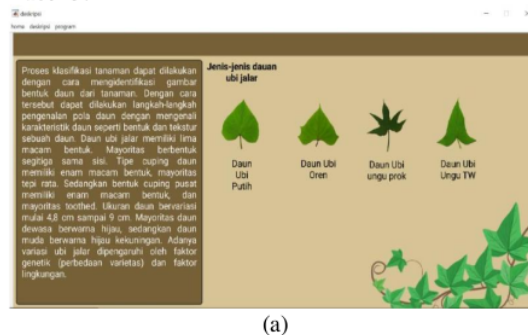 deskripsi
home deskripsi program
Proses klasifikasi tanaman dapat dilakukan
dengan cara mengidentifikasi gambar
bentuk daun dari tanaman. Dengan cara
tersebut dapat dilakukan langkah-langkah
pengenalan pola daun dengan mengenali
karakteristik daun seperti bentuk dan tekstur
sebuah daun. Daun ubi jalar memiliki lima
macam bentuk. Mayoritas berbentuk
segitiga sama sisi. Tipe cuping daun
memiliki enam macam bentuk, mayoritas
tepi rata. Sedangkan bentuk cuping pusat
memiliki enam macam bentuk, dan
mayoritas toothed. Ukuran daun bervariasi
mulai 4,8 cm sampai 9 cm. Mayoritas daun
dewasa berwarna hijau, sedangkan daun
muda berwarna hijau kekuningan. Adanya
variasi ubi jalar dipengaruhi oleh faktor
genetik (perbedaan varietas) dan faktor
lingkungan.
Jenis-jenis dauan
ubi jalar
Daun
Ubi
Putih
Daun Ubi
Oren
Daun Ubi
ungu prok
Daun Ubi
Ungu TW
(a)